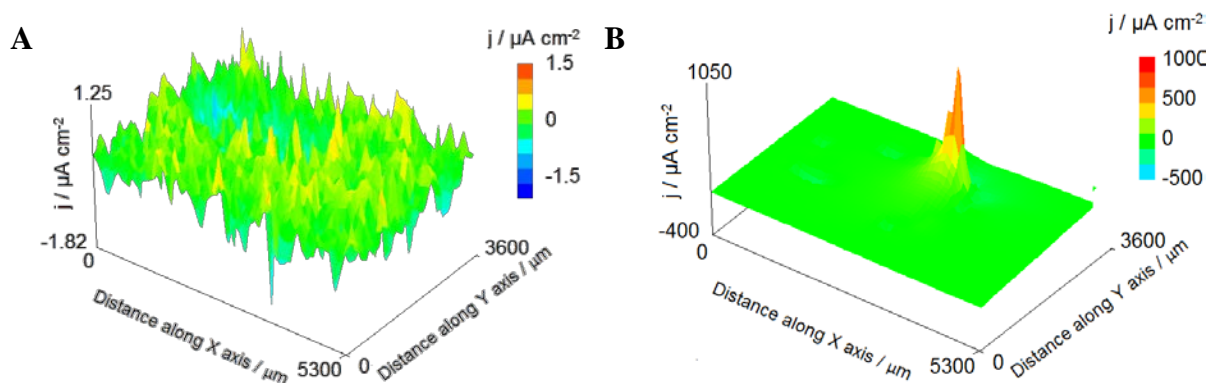 A
j / µA cm-2
1.5
0
-1.5
1.25
j / µA cm-2
-1.82
0
Distance along X axis / µm
5300
0
Distance along Y axis / µm
3600
B
j / µA cm-2
1000
500
0
-500
1050
j / µA cm-2
-400
0
Distance along X axis / µm
5300
0
Distance along Y axis / µm
3600